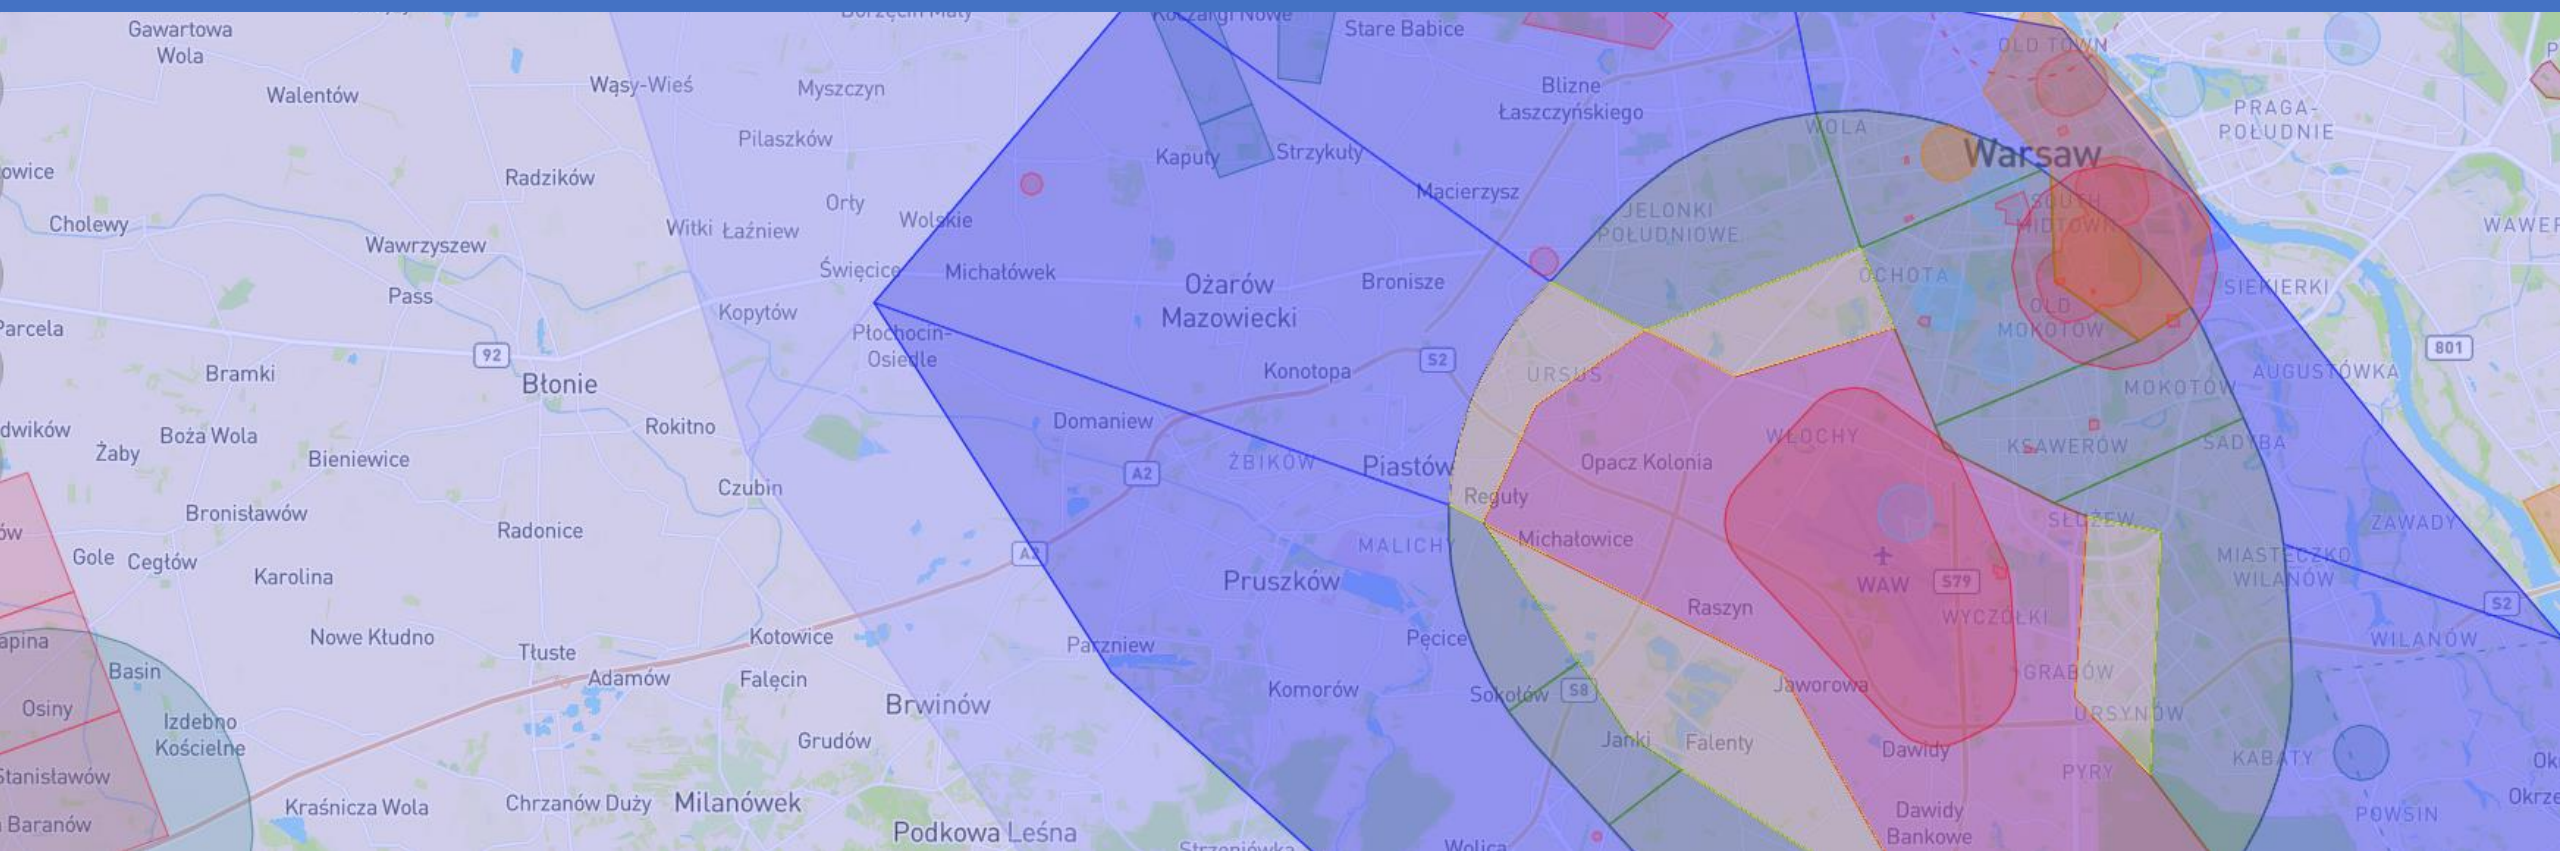 Gawartowa
Wola
Walentów
Wąsy-Wieś
Myszczyn
Pilaszków
Radzików
Orły
Cholewy
Wawrzyszew
Witki
Łaźniew
Wolskie
Święcice
Michałówek
Pass
Kopytów
Płochocin-
Osiedle
Parcela
92
Bramki
Błonie
Rokitno
Boża Wola
Żaby
Bieniewice
Czubin
Bronisławów
Radonice
Gole
Cegłów
Karolina
Nowe Kłudno
Tłuste
Adamów
Kotowice
Falęcin
Basin
Osiny
Izdebno
Kościelne
Brwinów
Grudów
Stanisławów
Baranów
Kraśnicza Wola
Chrzanów Duży
Milanówek
Podkowa Leśna
Stare Babice
Blizne
Łaszczyńskiego
Kaputy
Strzykuły
Macierzysz
Ożarów
Mazowiecki
Bronisze
Konotopa
S2
Domaniew
A2
ŻBIKÓW
Piastów
A2
MALICHY
Pruszków
Parzniew
Pęcice
Komorów
Sokołów
S8
Janki
Falenty
Reguły
Michałowice
Opacz Kolonia
URSUS
JELONKI
POŁUDNIOWE
WOLA
OLD TOWN
Warsaw
PRAGA-
POŁUDNIE
SOUTH
MIDTOWN
OCHOTA
OLD
MOKOTÓW
SIEKIERKI
801
AUGUSTÓWKA
MOKOTÓW
WŁOCHY
KSAWERÓW
SADYBA
SŁUŻEW
ZAWADY
MIASTECZKO
WILANÓW
WAW
S79
S2
WYCZÓŁKI
WILANÓW
Raszyn
Jaworowa
GRABÓW
URSYNÓW
Dawidy
KABATY
PYRY
POWSIN
Dawidy
Bankowe